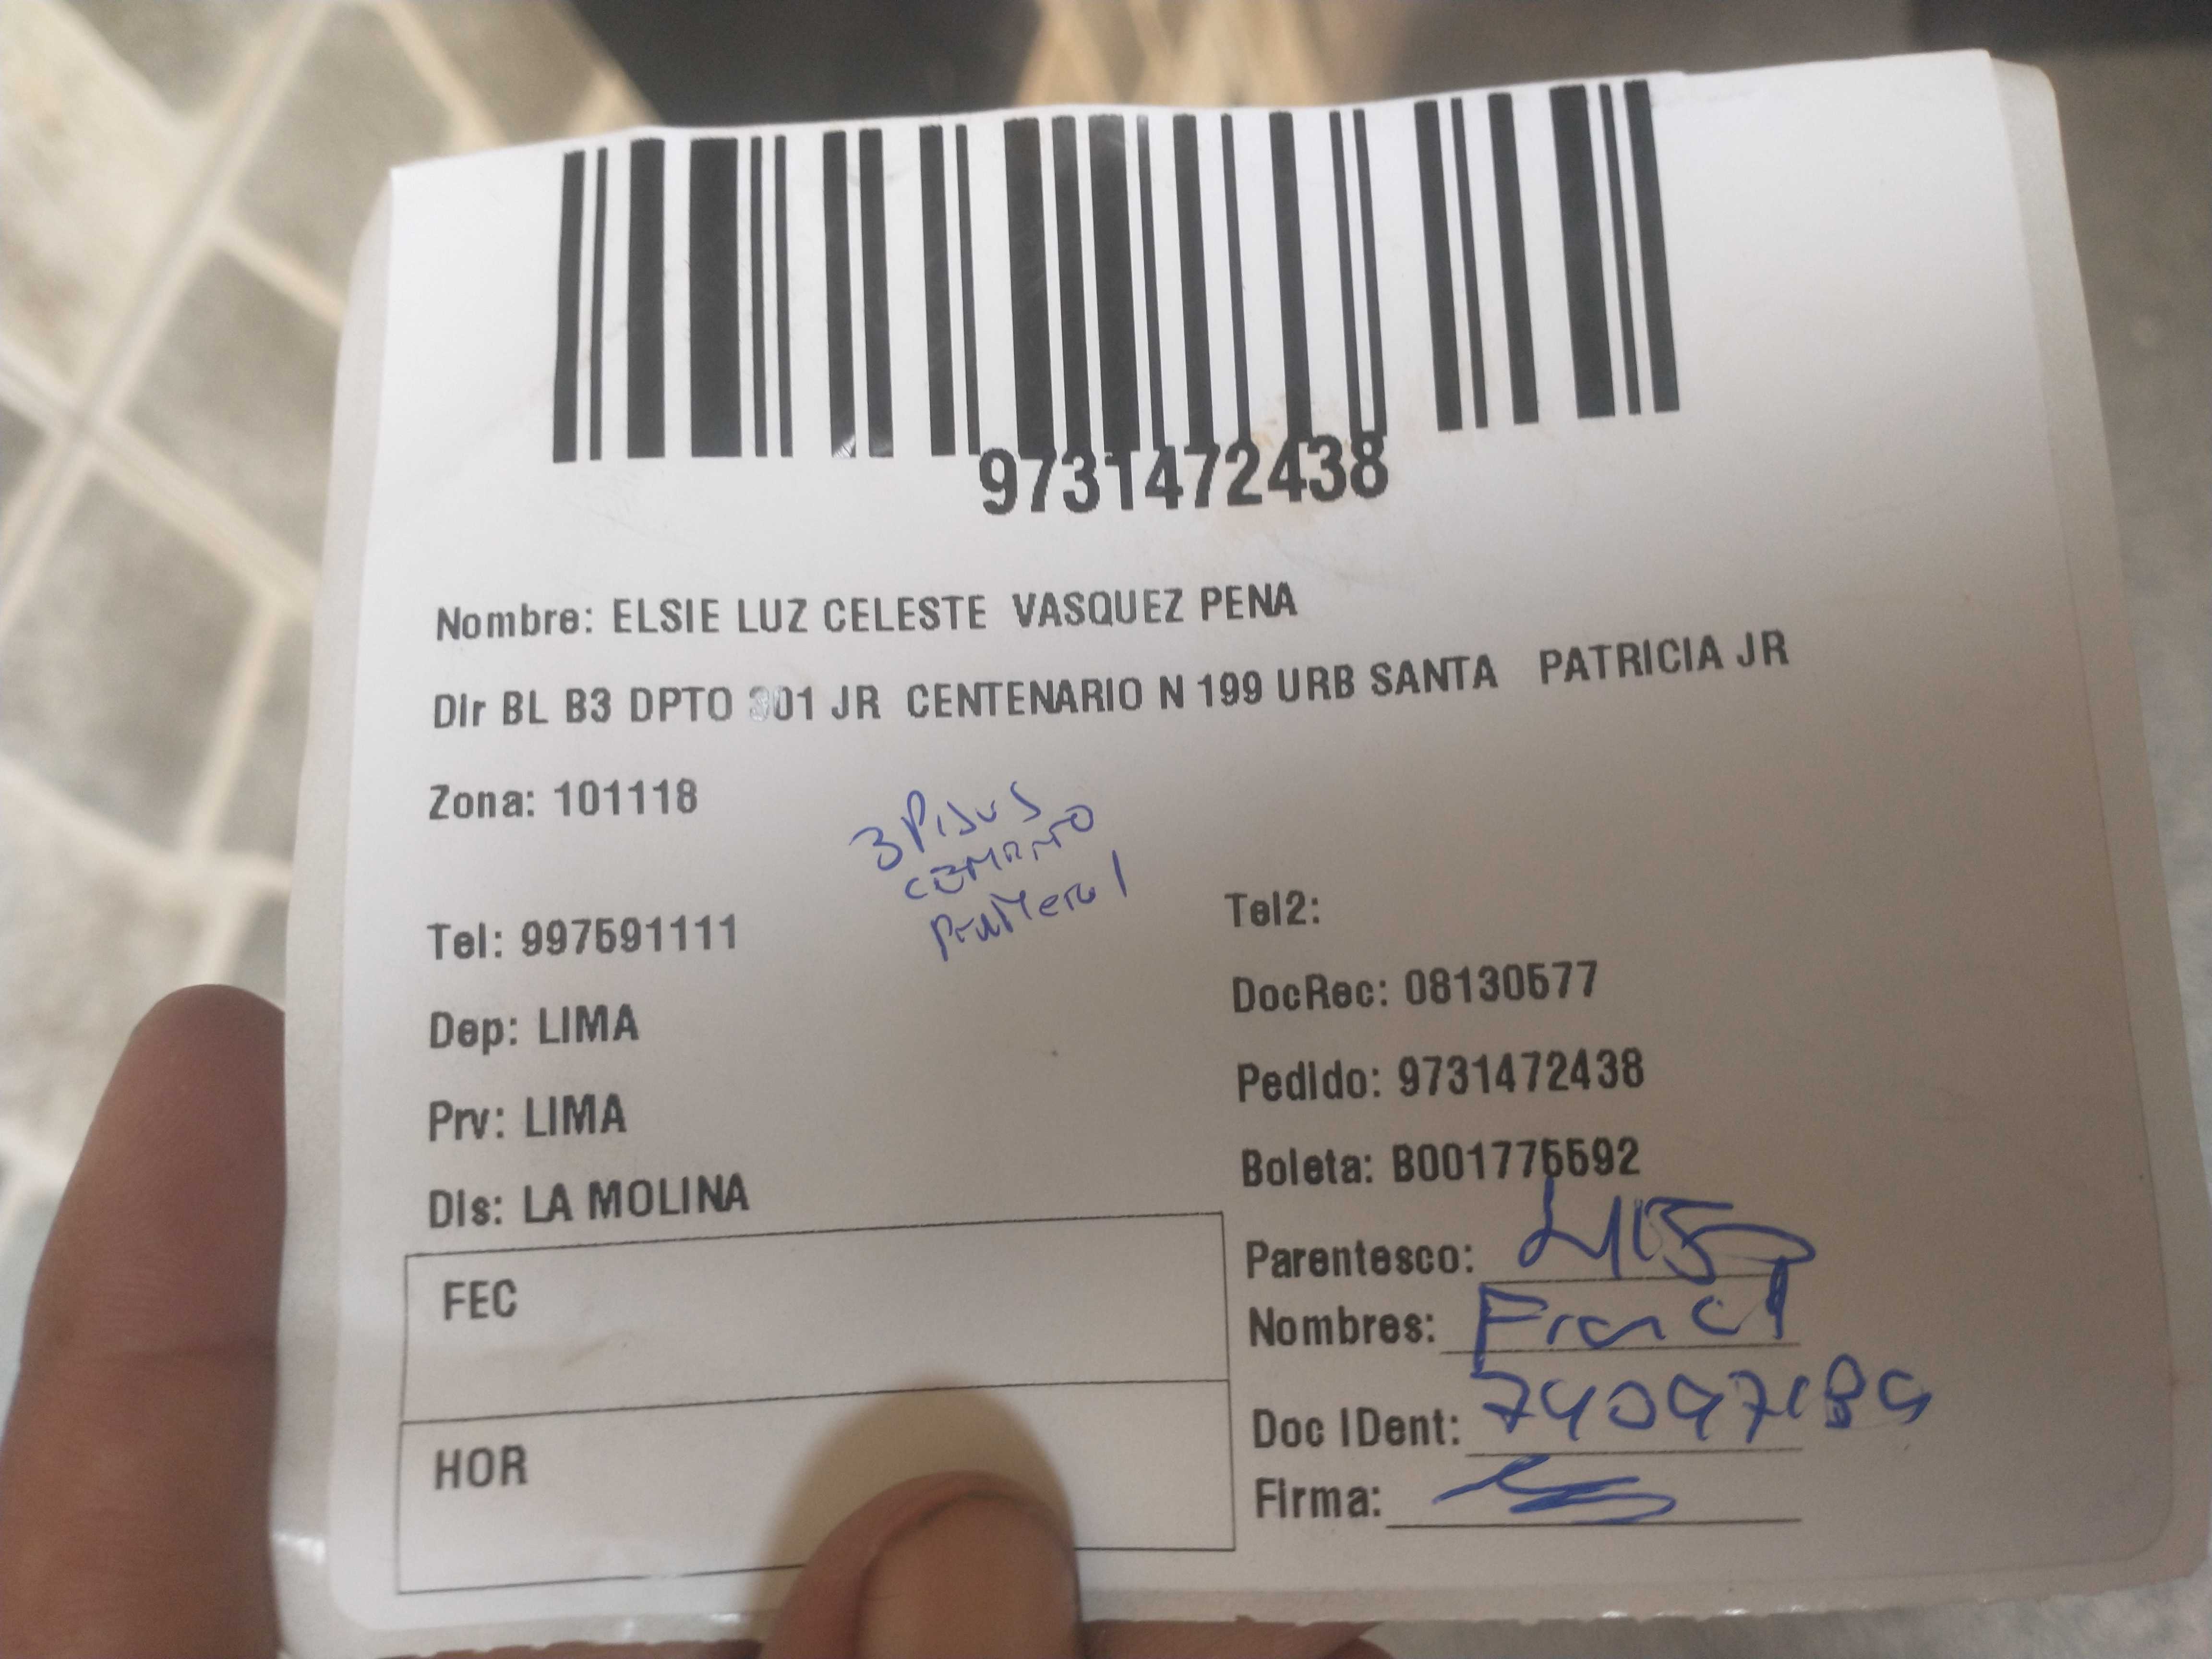 9731472438
Nombre: ELSIE LUZ CELESTE VASQUEZ PENA
Dir BL B3 DPTO 301 JR CENTENARIO N 199 URB SANTA PATRICIA JR
Zona: 101118
3 Pisos
CEMENTO
Tel: 997591111
Tel2:
DocRec: 08130577
Dep: LIMA
Pedido: 9731472438
Prv: LIMA
Boleta: B001775592
Dis: LA MOLINA
Parentesco:
FEC
Nombres:
Doc IDent:
HOR
Firma: